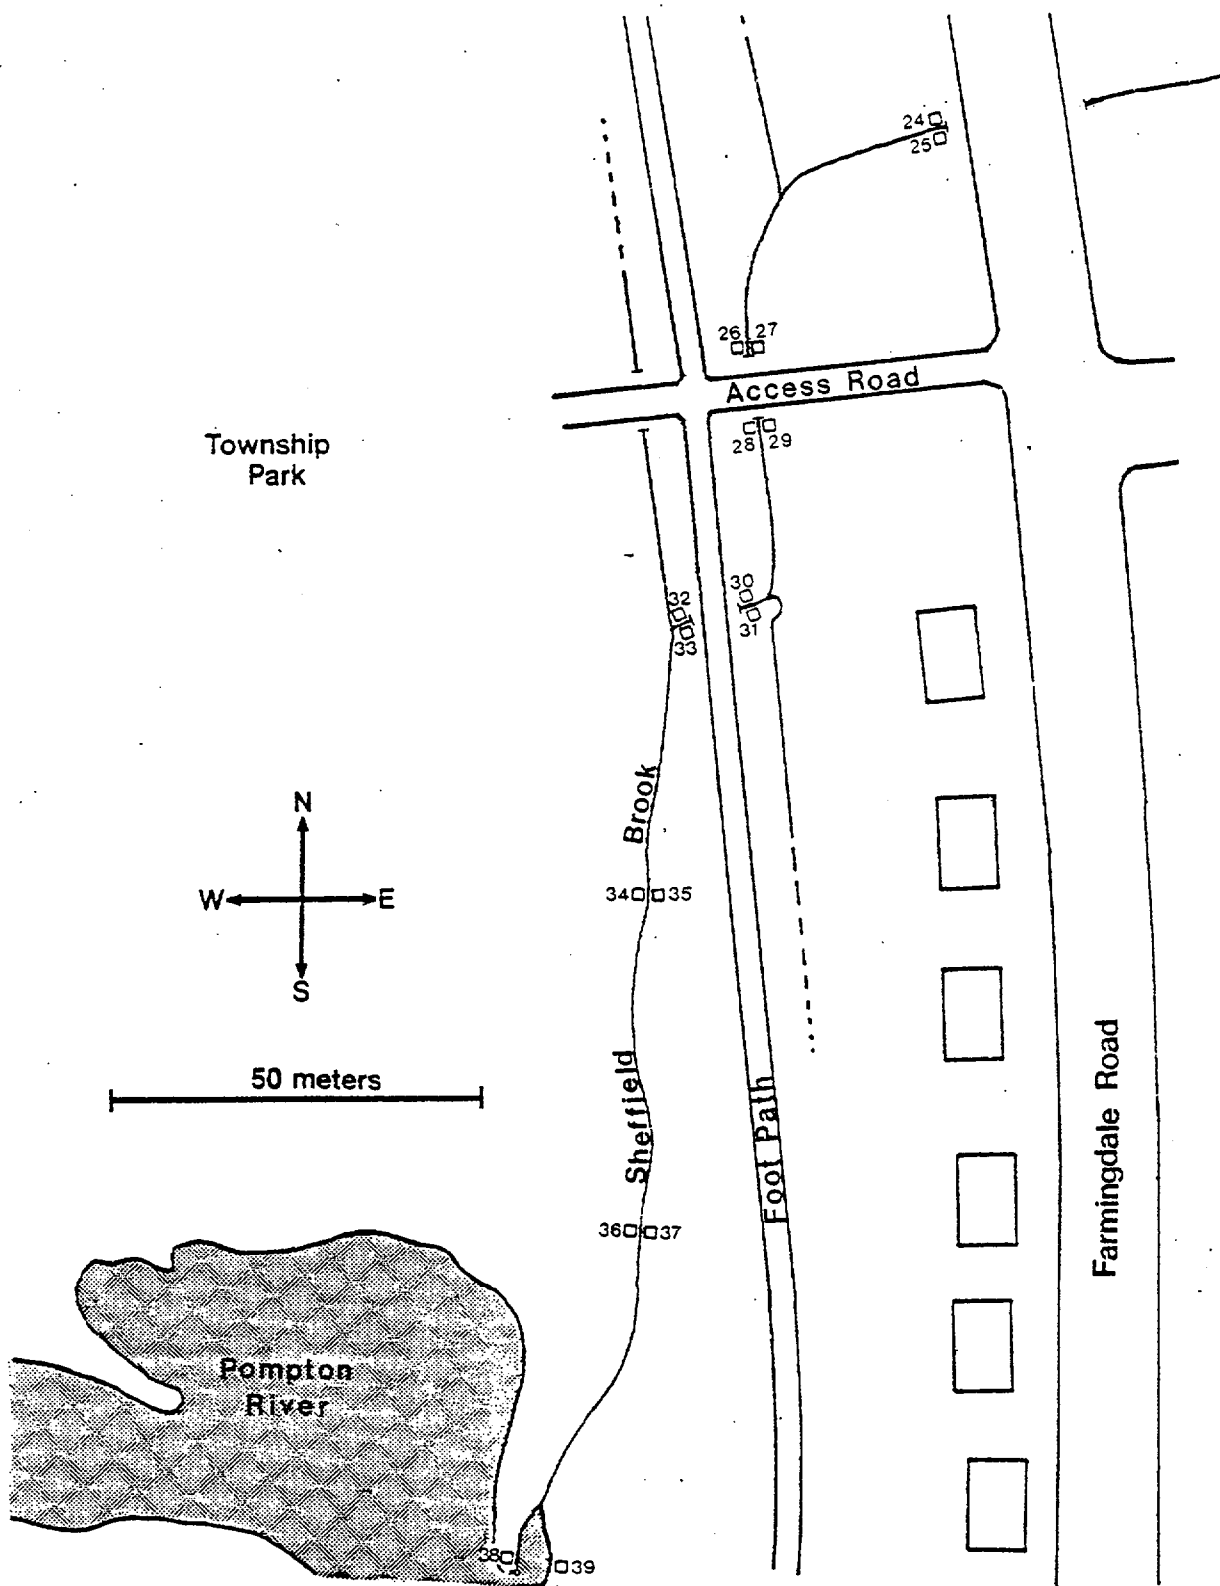 24
25
26 27
Access Road
28 29
Township
Park
30
31
32
33
Brook
N
W E
S
34 35
50 meters
Sheffield
Foot Path
Farmingdale Road
36 37
Pompton
River
38 39